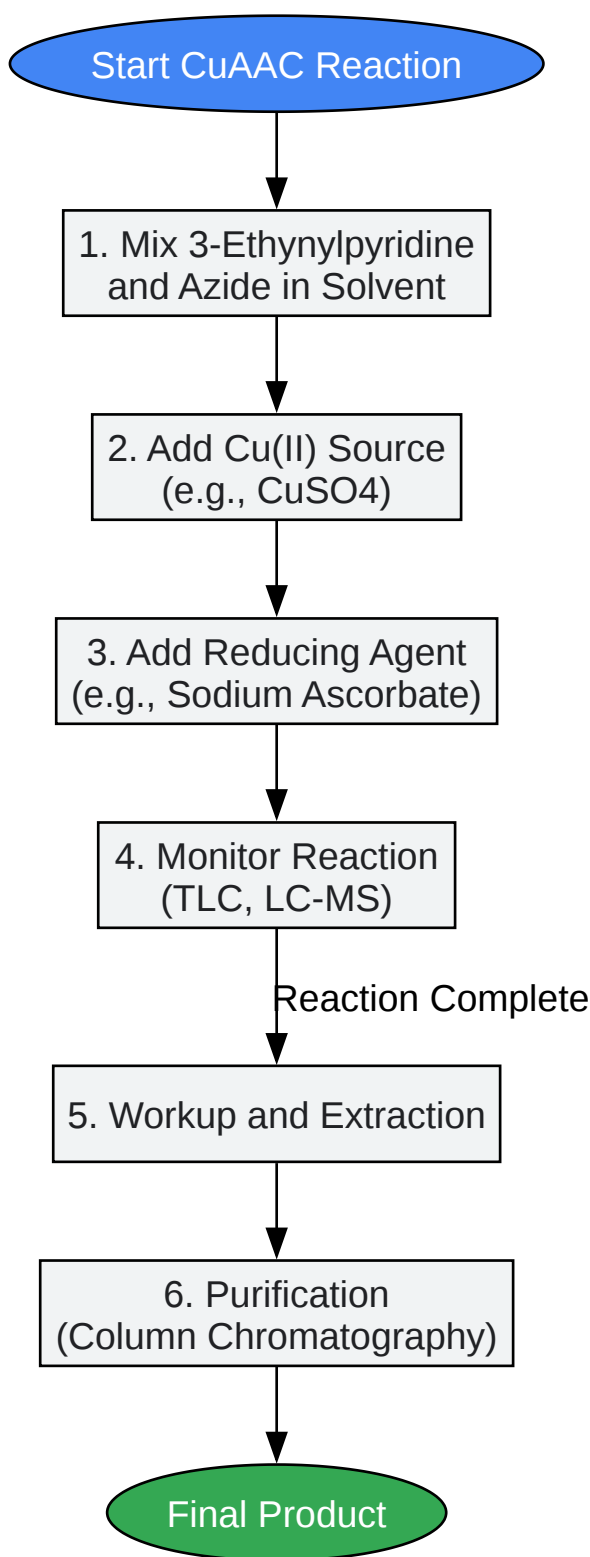 Start CuAAC Reaction
1. Mix 3-Ethynylpyridine
and Azide in Solvent
2. Add Cu(II) Source
(e.g., CuSO4)
3. Add Reducing Agent
(e.g., Sodium Ascorbate)
4. Monitor Reaction
(TLC, LC-MS)
Reaction Complete
5. Workup and Extraction
6. Purification
(Column Chromatography)
Final Product